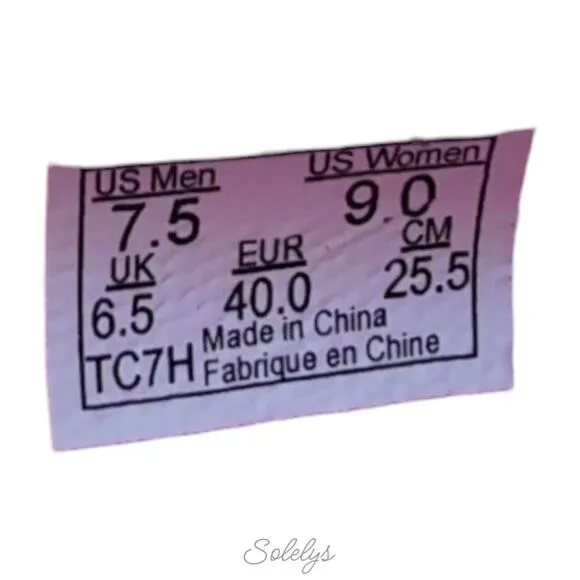 US Men US Women
7.5 9.0
UK EUR CM
6.5 40.0 25.5
TC7H Made in China
Fabrique en Chine
Solelys